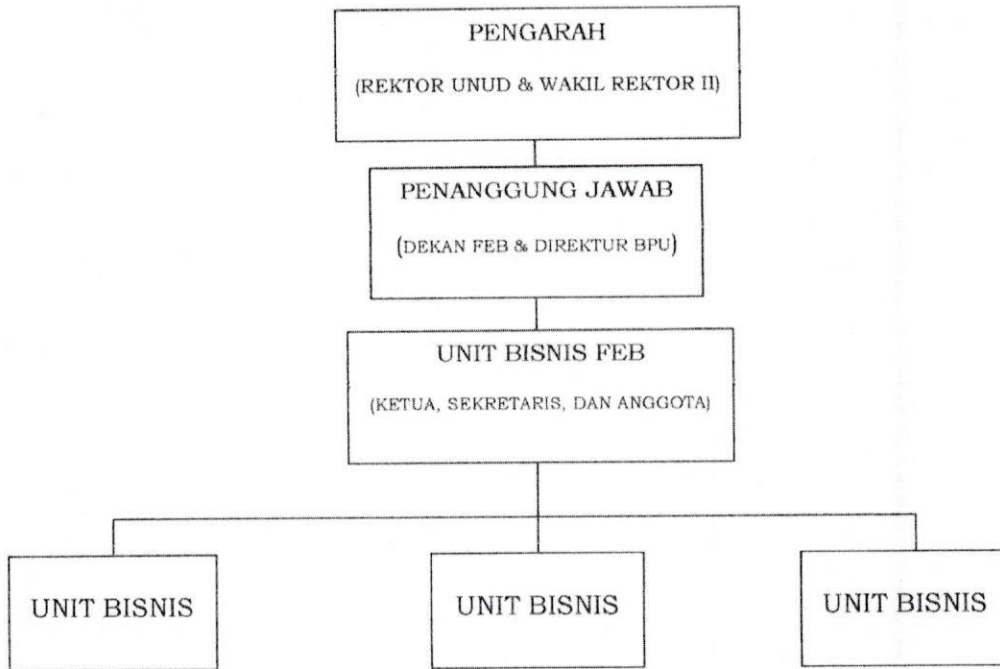 PENGARAH
(REKTOR UNUD & WAKIL REKTOR II)
PENANGGUNG JAWAB
(DEKAN FEB & DIREKTUR BPU)
UNIT BISNIS FEB
(KETUA, SEKRETARIS, DAN ANGGOTA)
UNIT BISNIS
UNIT BISNIS
UNIT BISNIS